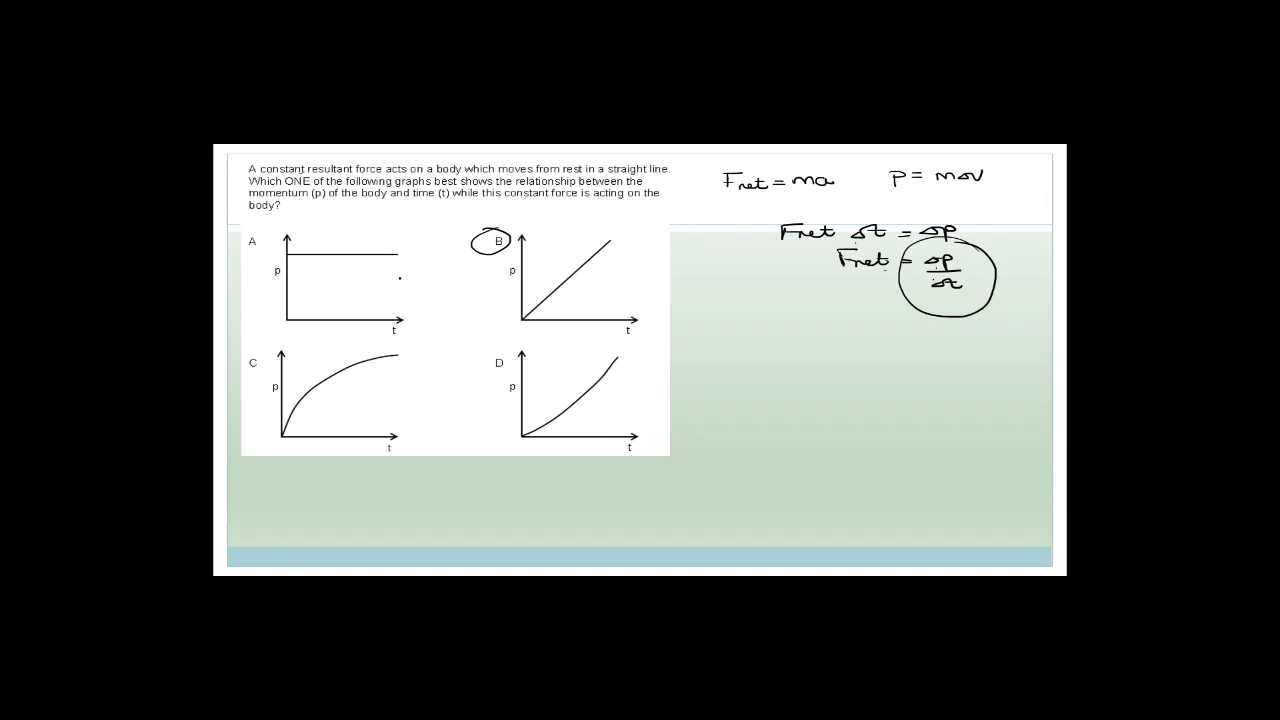 A constant resultant force acts on a body which moves from rest in a straight line.
Which ONE of the following graphs best shows the relationship between the
momentum (p) of the body and time (t) while this constant force is acting on the
body?
Fnet = ma
P = mΔv
Fnet Δt = Δp
Fnet = Δp
Δt
A
p
t
B
p
t
C
p
t
D
p
t